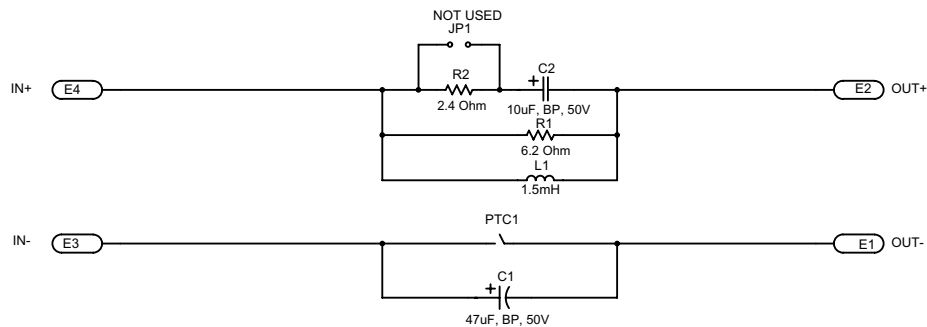 NOT USED
JP1
IN+
E4
R2
2.4 Ohm
+
C2
10uF, BP, 50V
E2
OUT+
R1
6.2 Ohm
L1
1.5mH
IN-
E3
PTC1
E1
OUT-
+
C1
47uF, BP, 50V